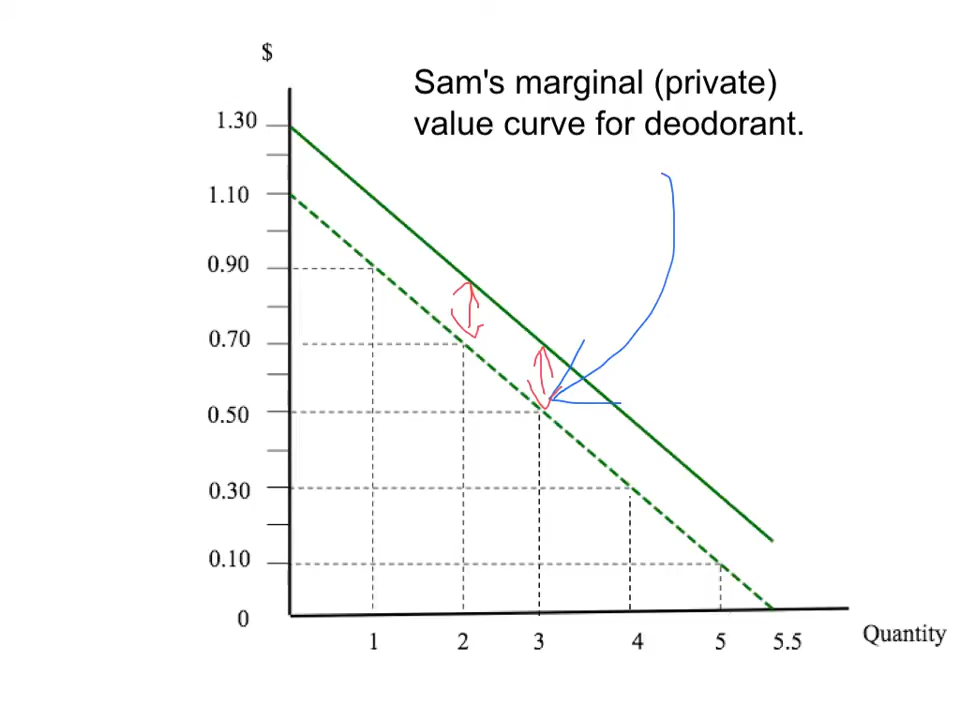 $
Sam's marginal (private)
value curve for deodorant.
1.30
1.10
0.90
0.70
0.50
0.30
0.10
0
1 2 3 4 5 5.5
Quantity